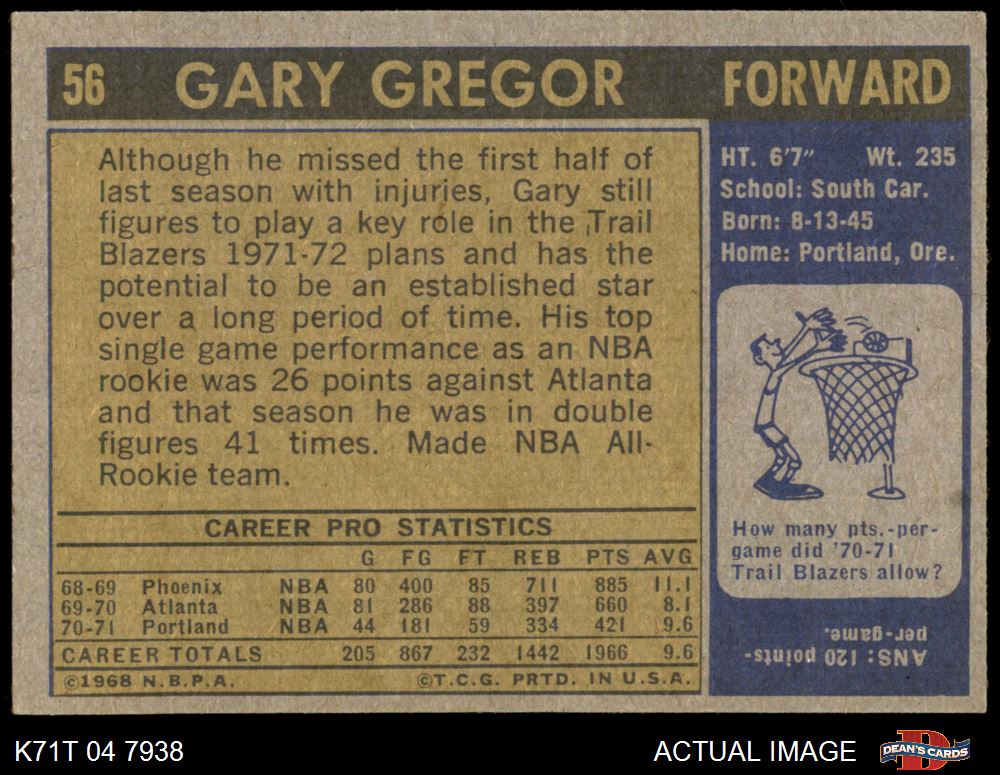 56 GARY GREGOR FORWARD
Although he missed the first half of
last season with injuries, Gary still
figures to play a key role in the Trail
Blazers 1971-72 plans and has the
potential to be an established star
over a long period of time. His top
single game performance as an NBA
rookie was 26 points against Atlanta
and that season he was in double
figures 41 times. Made NBA All-
Rookie team.
CAREER PRO STATISTICS
G FG FT REB PTS AVG
68-69 Phoenix NBA 80 400 85 711 885 11.1
69-70 Atlanta NBA 81 286 88 397 660 8.1
70-71 Portland NBA 44 181 59 334 421 9.6
CAREER TOTALS 205 867 232 1442 1966 9.6
©1968 N.B.P.A. ©T.C.G. PRTD. IN U.S.A.
HT. 6'7" Wt. 235
School: South Car.
Born: 8-13-45
Home: Portland, Ore.
How many pts.-per-
game did '70-71
Trail Blazers allow?
ANS: 120 points-
per-game.
K71T 04 7938 ACTUAL IMAGE DEAN'S CARDS